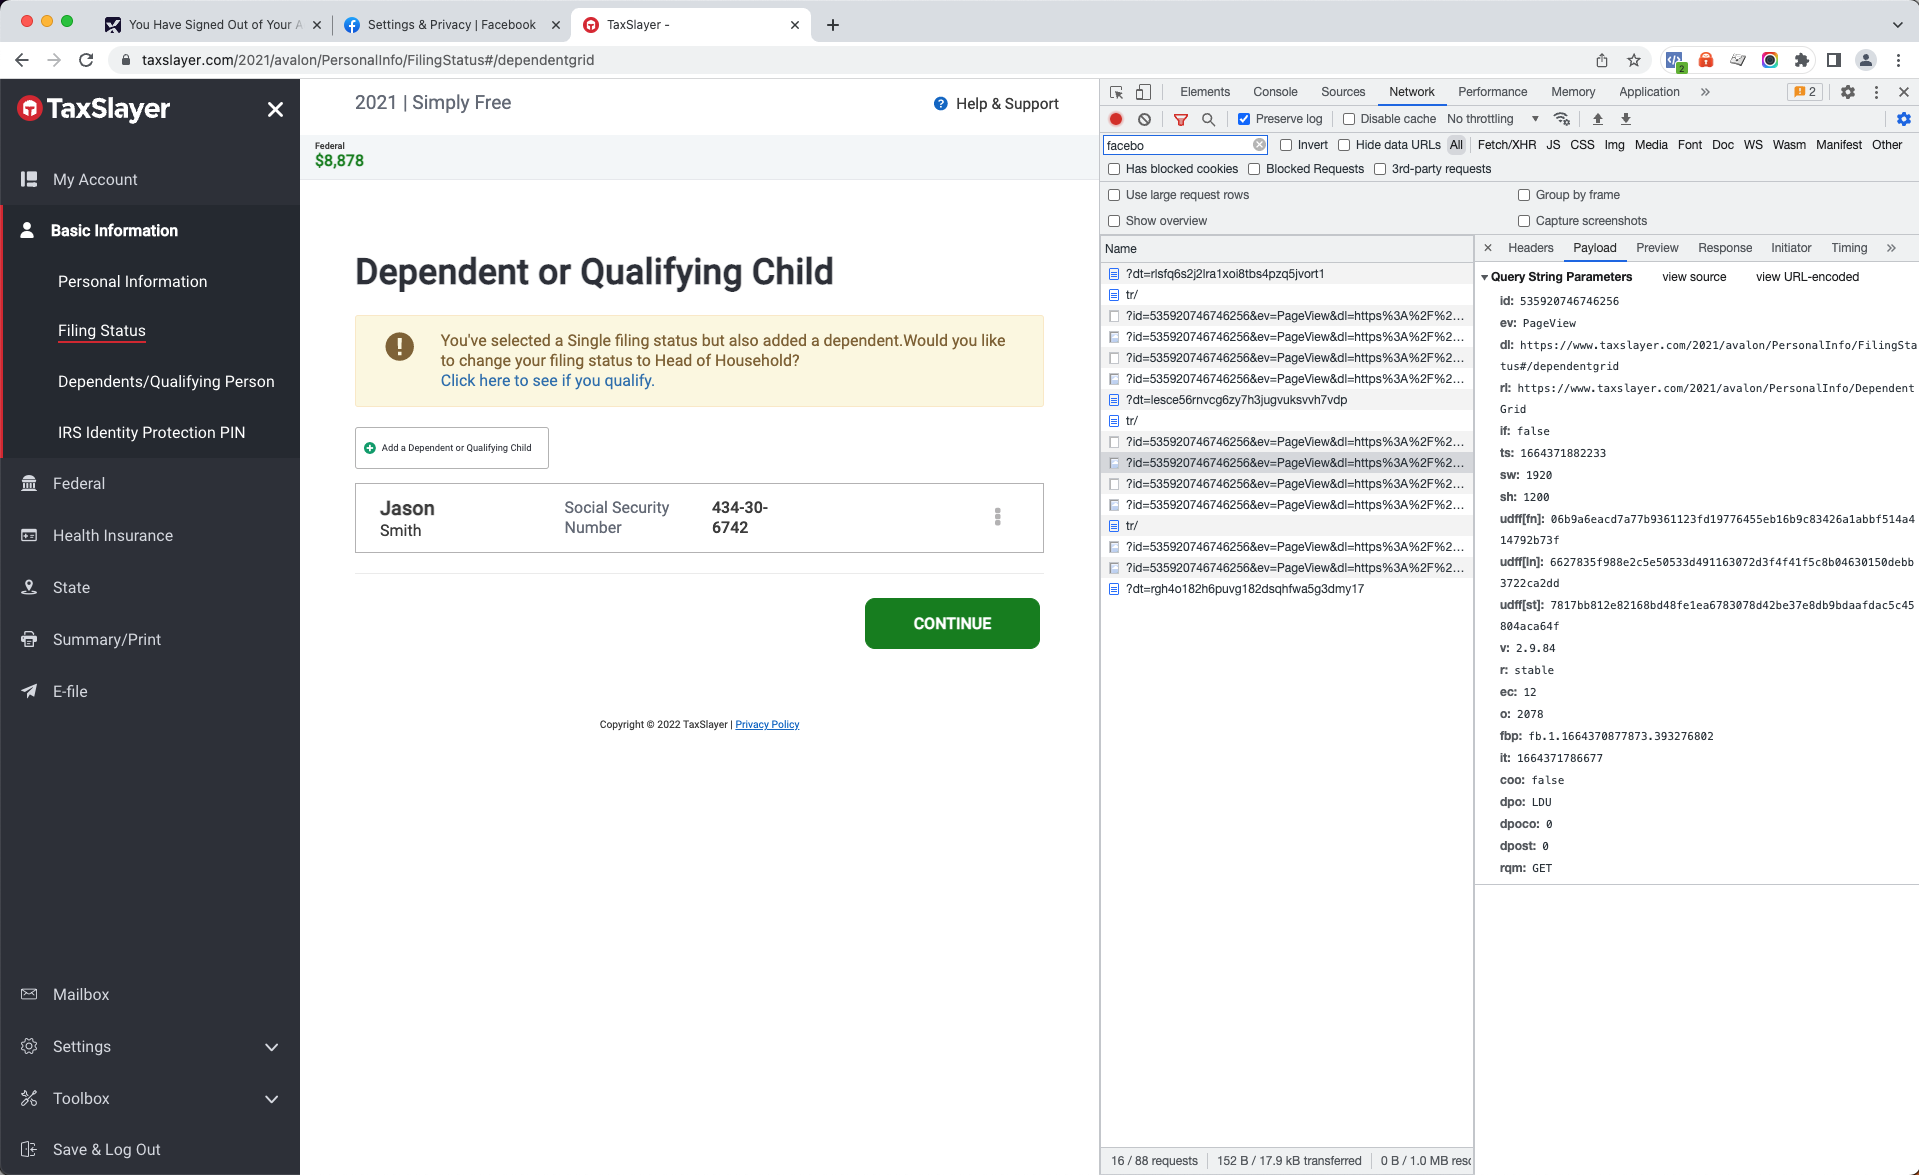 You Have Signed Out of Your A
Settings & Privacy | Facebook
TaxSlayer -
taxslayer.com/2021/avalon/PersonalInfo/FilingStatus#/dependentgrid
2
TaxSlayer
My Account
Basic Information
Personal Information
Filing Status
Dependents/Qualifying Person
IRS Identity Protection PIN
Federal
Health Insurance
State
Summary/Print
E-file
Mailbox
Settings
Toolbox
Save & Log Out
2021 | Simply Free
Help & Support
Federal
$8,878
Dependent or Qualifying Child
You've selected a Single filing status but also added a dependent.Would you like
to change your filing status to Head of Household?
Click here to see if you qualify.
Add a Dependent or Qualifying Child
Jason
Smith
Social Security
Number
434-30-
6742
CONTINUE
Copyright © 2022 TaxSlayer | Privacy Policy
Elements Console Sources Network Performance Memory Application » 2
Preserve log Disable cache No throttling
facebo Invert Hide data URLs All Fetch/XHR JS CSS Img Media Font Doc WS Wasm Manifest Other
Has blocked cookies Blocked Requests 3rd-party requests
Use large request rows Group by frame
Show overview Capture screenshots
Name
?dt=rlsfq6s2j2lra1xoi8tbs4pzq5jvort1
tr/
?id=535920746746256&ev=PageView&dl=https%3A%2F%2...
?id=535920746746256&ev=PageView&dl=https%3A%2F%2...
?id=535920746746256&ev=PageView&dl=https%3A%2F%2...
?id=535920746746256&ev=PageView&dl=https%3A%2F%2...
?dt=lesce56rnvcg6zy7h3jugvuksvvh7vdp
tr/
?id=535920746746256&ev=PageView&dl=https%3A%2F%2...
?id=535920746746256&ev=PageView&dl=https%3A%2F%2...
?id=535920746746256&ev=PageView&dl=https%3A%2F%2...
?id=535920746746256&ev=PageView&dl=https%3A%2F%2...
tr/
?id=535920746746256&ev=PageView&dl=https%3A%2F%2...
?id=535920746746256&ev=PageView&dl=https%3A%2F%2...
?dt=rgh4o182h6puvg182dsqhfwa5g3dmy17
16 / 88 requests 152 B / 17.9 kB transferred 0 B / 1.0 MB resc
Headers Payload Preview Response Initiator Timing »
Query String Parameters view source view URL-encoded
id: 535920746746256
ev: PageView
dl: https://www.taxslayer.com/2021/avalon/PersonalInfo/FilingSta
tus#/dependentgrid
rl: https://www.taxslayer.com/2021/avalon/PersonalInfo/Dependent
Grid
if: false
ts: 1664371882233
sw: 1920
sh: 1200
udff[fn]: 06b9a6eacd7a77b9361123fd19776455eb16b9c83426a1abbf514a4
14792b73f
udff[ln]: 6627835f988e2c5e50533d491163072d3f4f41f5c8b04630150debb
3722ca2dd
udff[st]: 7817bb812e82168bd48fe1ea6783078d42be37e8db9bdaafdac5c45
804aca64f
v: 2.9.84
r: stable
ec: 12
o: 2078
fbp: fb.1.1664370877873.393276802
it: 1664371786677
coo: false
dpo: LDU
dpoco: 0
dpost: 0
rqm: GET